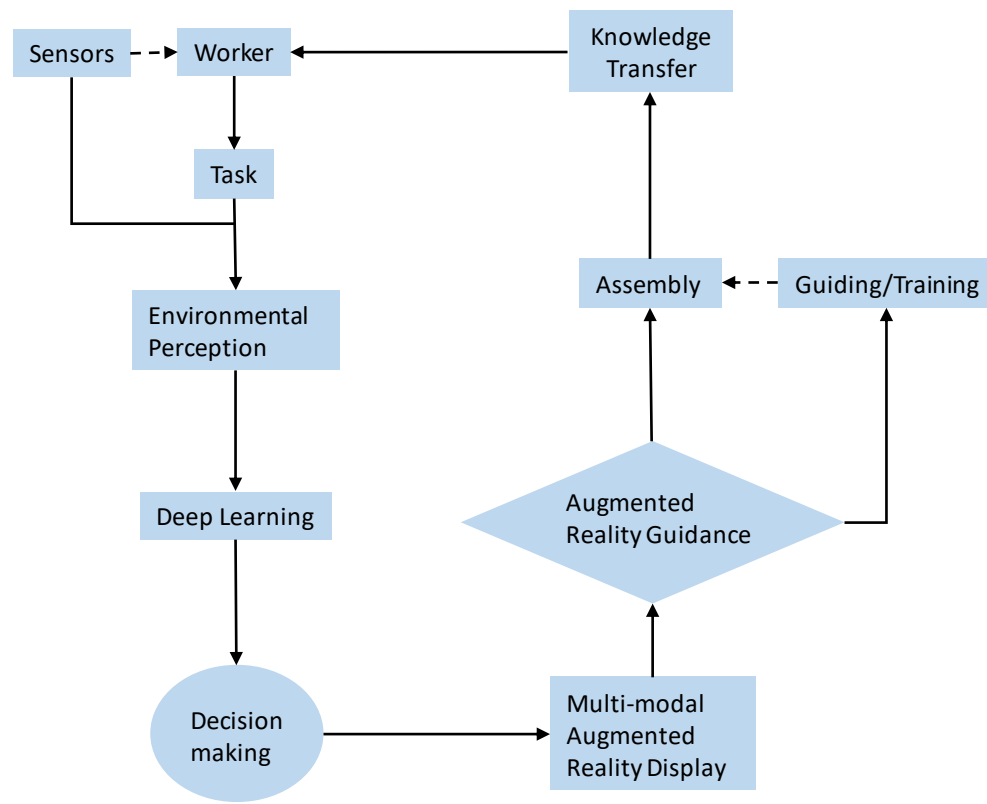 Sensors
Worker
Knowledge
Transfer
Task
Environmental
Perception
Assembly
Guiding/Training
Deep Learning
Augmented
Reality Guidance
Decision
making
Multi-modal
Augmented
Reality Display